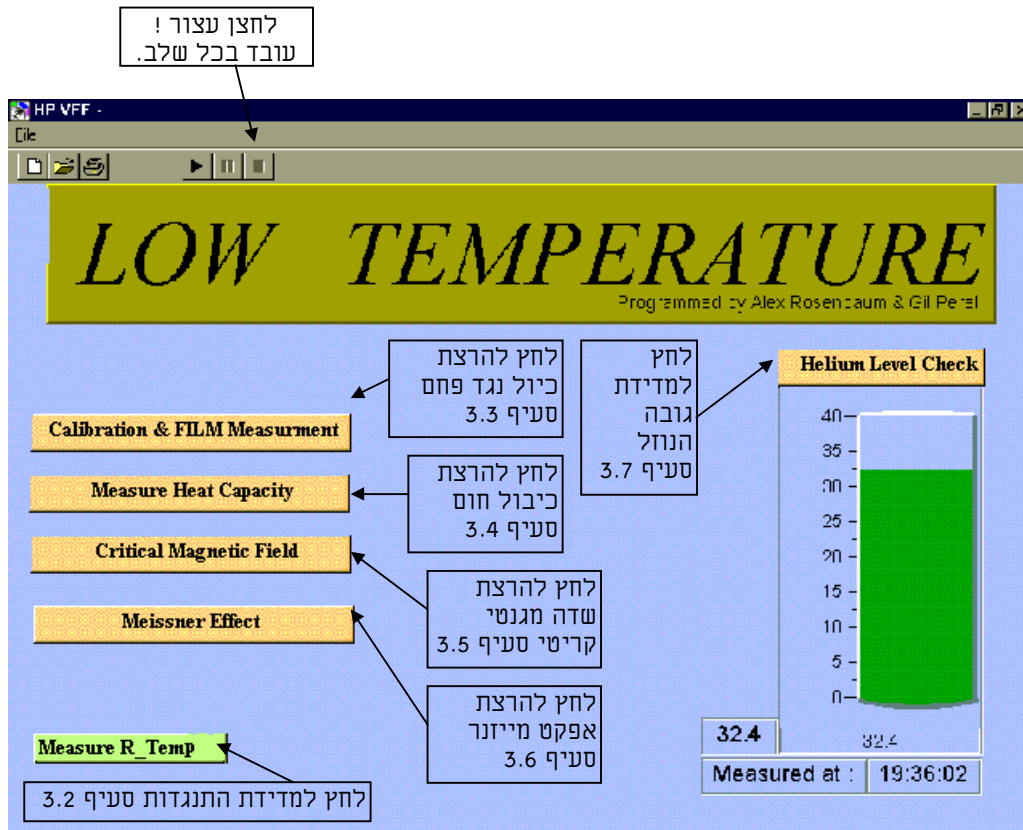 לחצן עצור !
עובד בכל שלב.
HP VEE -
File
LOW TEMPERATURE
Programmed by Alex Rosenbaum & Gil Perel
לחץ להרצת
כיול נגד פחם
סעיף 3.3
לחץ
למדידת
גובה
הנוזל
סעיף 3.7
Helium Level Check
Calibration & FILM Measurment
Measure Heat Capacity
לחץ להרצת
כיבול חום
סעיף 3.4
Critical Magnetic Field
לחץ להרצת
שדה מגנטי
קריטי סעיף 3.5
Meissner Effect
לחץ להרצת
אפקט מייזנר
סעיף 3.6
Measure R_Temp
לחץ למדידת התנגדות סעיף 3.2
40
35
30
25
20
15
10
5
0
32.4
32.4
Measured at : 19:36:02